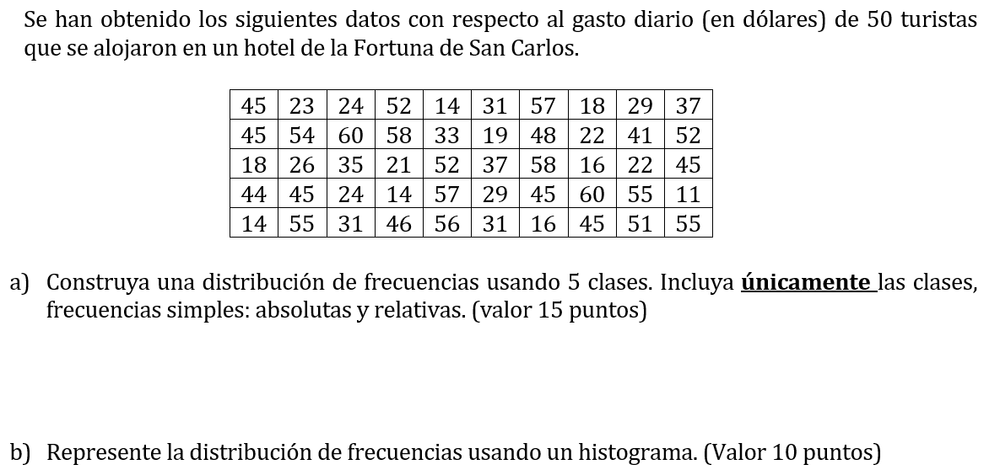 Se han obtenido los siguientes datos con respecto al gasto diario (en dólares) de 50 turistas
que se alojaron en un hotel de la Fortuna de San Carlos.
45 23 24 52 14 31 57 18 29 37
45 54 60 58 33 19 48 22 41 52
18 26 35 21 52 37 58 16 22 45
44 45 24 14 57 29 45 60 55 11
14 55 31 46 56 31 16 45 51 55
a) Construya una distribución de frecuencias usando 5 clases. Incluya únicamente las clases,
frecuencias simples: absolutas y relativas. (valor 15 puntos)
b) Represente la distribución de frecuencias usando un histograma. (Valor 10 puntos)